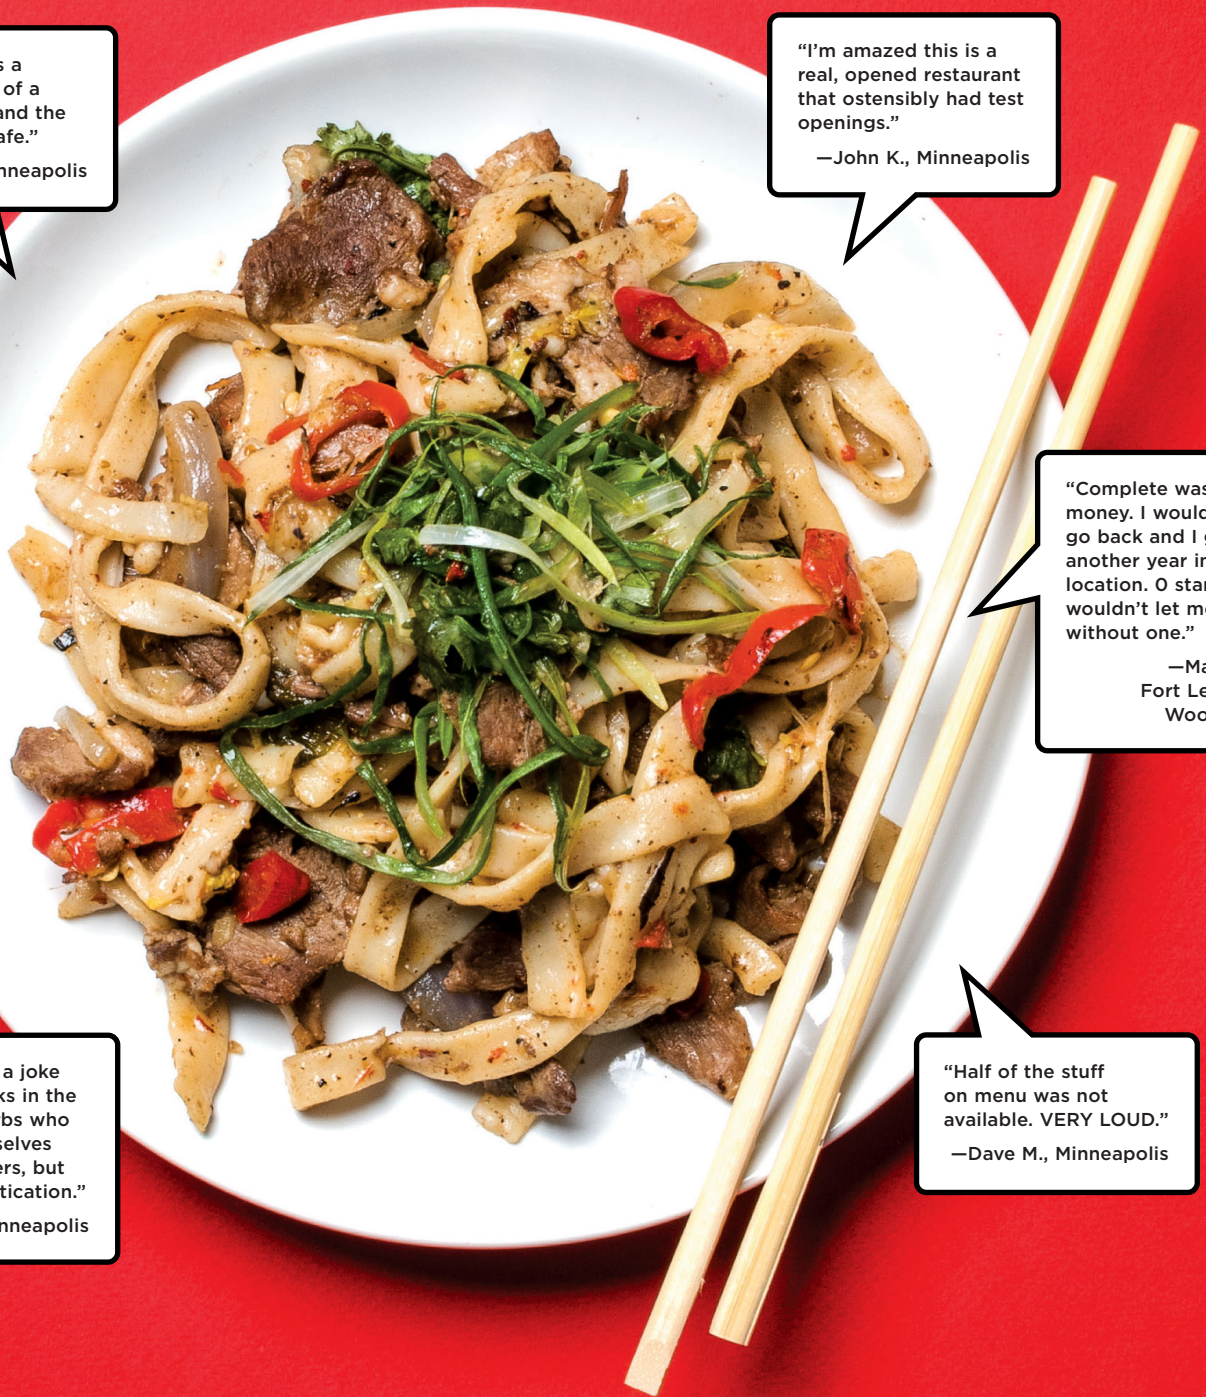 s a
of a
and the
afe.”
nneapolis
“I’m amazed this is a
real, opened restaurant
that ostensibly had test
openings.”
—John K., Minneapolis
“Complete was
money. I would
go back and I g
another year in
location. 0 star
wouldn’t let me
without one.”
—Ma
Fort Le
Woo
a joke
ks in the
rbs who
selves
ers, but
tication.”
nneapolis
“Half of the stuff
on menu was not
available. VERY LOUD.”
—Dave M., Minneapolis